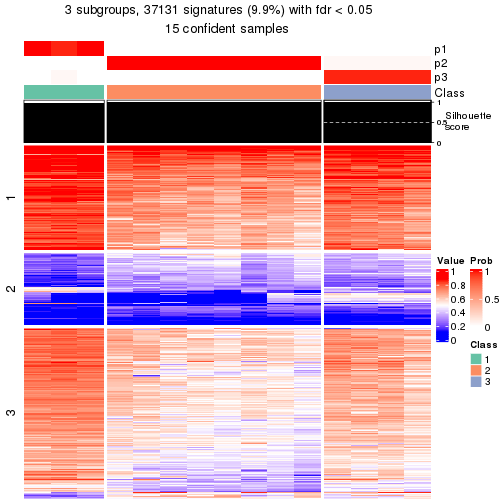 3 subgroups, 37131 signatures (9.9%) with fdr < 0.05
15 confident samples
p1
p2
p3
Class
1
0.5
0
Silhouette
score
1
2
3
Value
1
0.8
0.6
0.4
0.2
0
Prob
1
0.5
0
Class
1
2
3